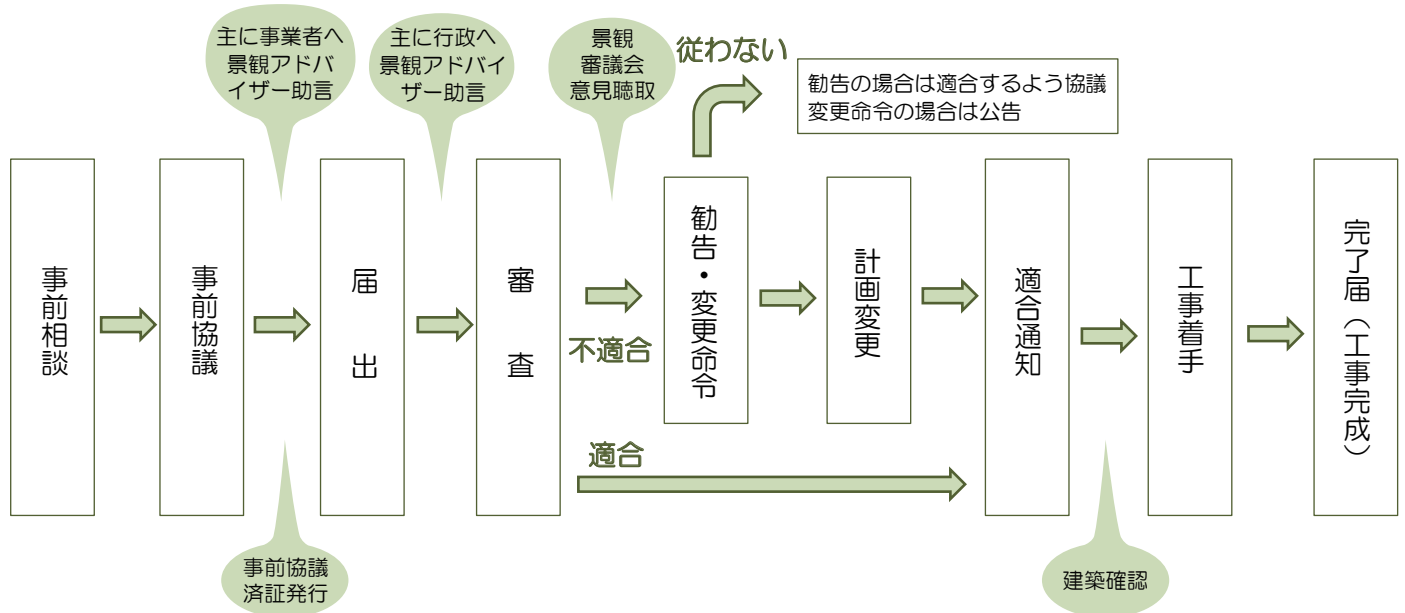 主に事業者へ
景観アドバ
イザー助言
主に行政へ
景観アドバイ
ザー助言
景観
審議会
意見聴取
従わない
勧告の場合は適合するよう協議
変更命令の場合は公告
事前相談
事前協議
届出
審査
不適合
勧告・変更命令
計画変更
適合
適合通知
工事着手
完了届（工事完成）
事前協議
済証発行
建築確認